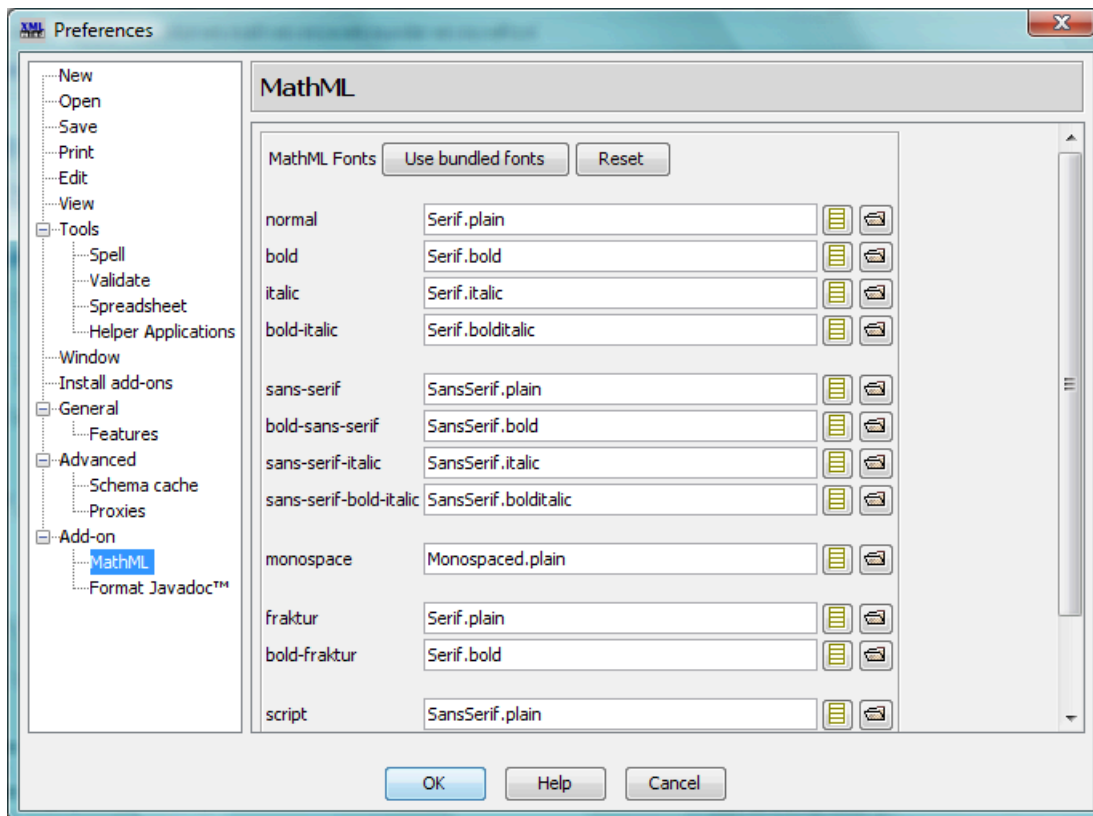 XML
Preferences
New
Open
Save
Print
Edit
View
Tools
Spell
Validate
Spreadsheet
Helper Applications
Window
Install add-ons
General
Features
Advanced
Schema cache
Proxies
Add-on
MathML
Format Javadoc™
MathML
MathML Fonts Use bundled fonts Reset
normal Serif.plain
bold Serif.bold
italic Serif.italic
bold-italic Serif.bolditalic
sans-serif SansSerif.plain
bold-sans-serif SansSerif.bold
sans-serif-italic SansSerif.italic
sans-serif-bold-italic SansSerif.bolditalic
monospace Monospaced.plain
fraktur Serif.plain
bold-fraktur Serif.bold
script SansSerif.plain
OK Help Cancel